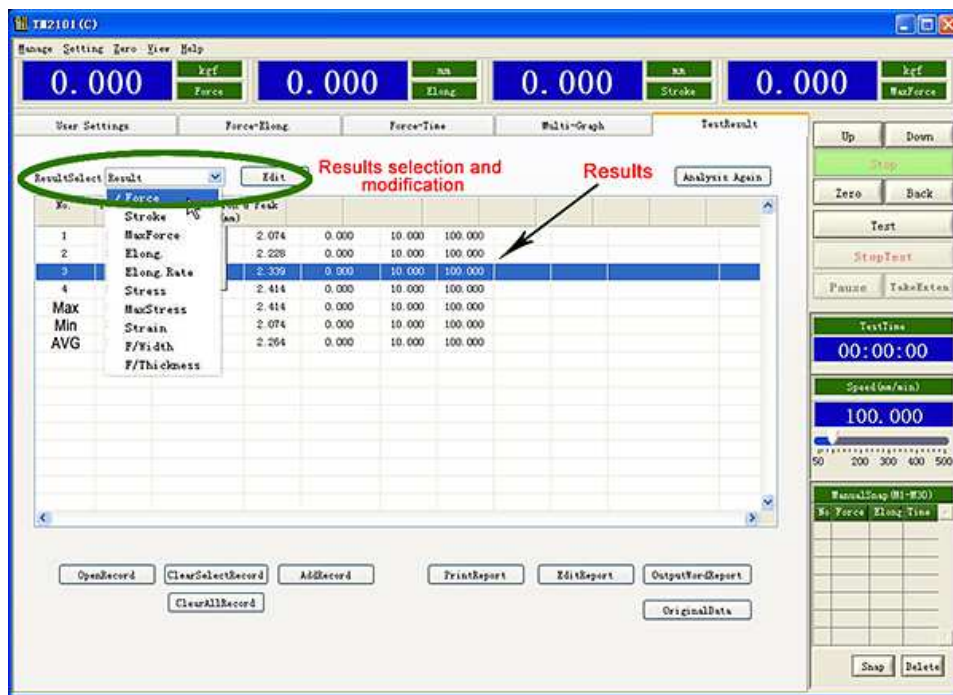 TM2101(C)
Manage Setting Zero View Help
0.000 kgf Force 0.000 mm Elong 0.000 mm Stroke 0.000 kgf MaxForce
User Settings Force-Elong Force-Time Multi-Graph TestResult
ResultSelect Result Edit Results selection and modification Results Analysis Again
No. Peak
(mm)
✓ Force
Stroke
MaxForce
Elong.
Elong.Rate
Stress
MaxStress
Strain
F/Width
F/Thickness
1 2.074 0.000 10.000 100.000
2 2.228 0.000 10.000 100.000
3 2.339 0.000 10.000 100.000
4 2.414 0.000 10.000 100.000
Max 2.414 0.000 10.000 100.000
Min 2.074 0.000 10.000 100.000
AVG 2.264 0.000 10.000 100.000
OpenRecord ClearSelectRecord AddRecord PrintReport EditReport OutputWordReport
ClearAllRecord OriginalData
Up Down
Stop
Zero Back
Test
StopTest
Pause TakeExten
TestTime
00:00:00
Speed(mm/min)
100.000
50 200 300 400 500
ManualSnap(M1-M30)
No Force Elong Time
Snap Delete